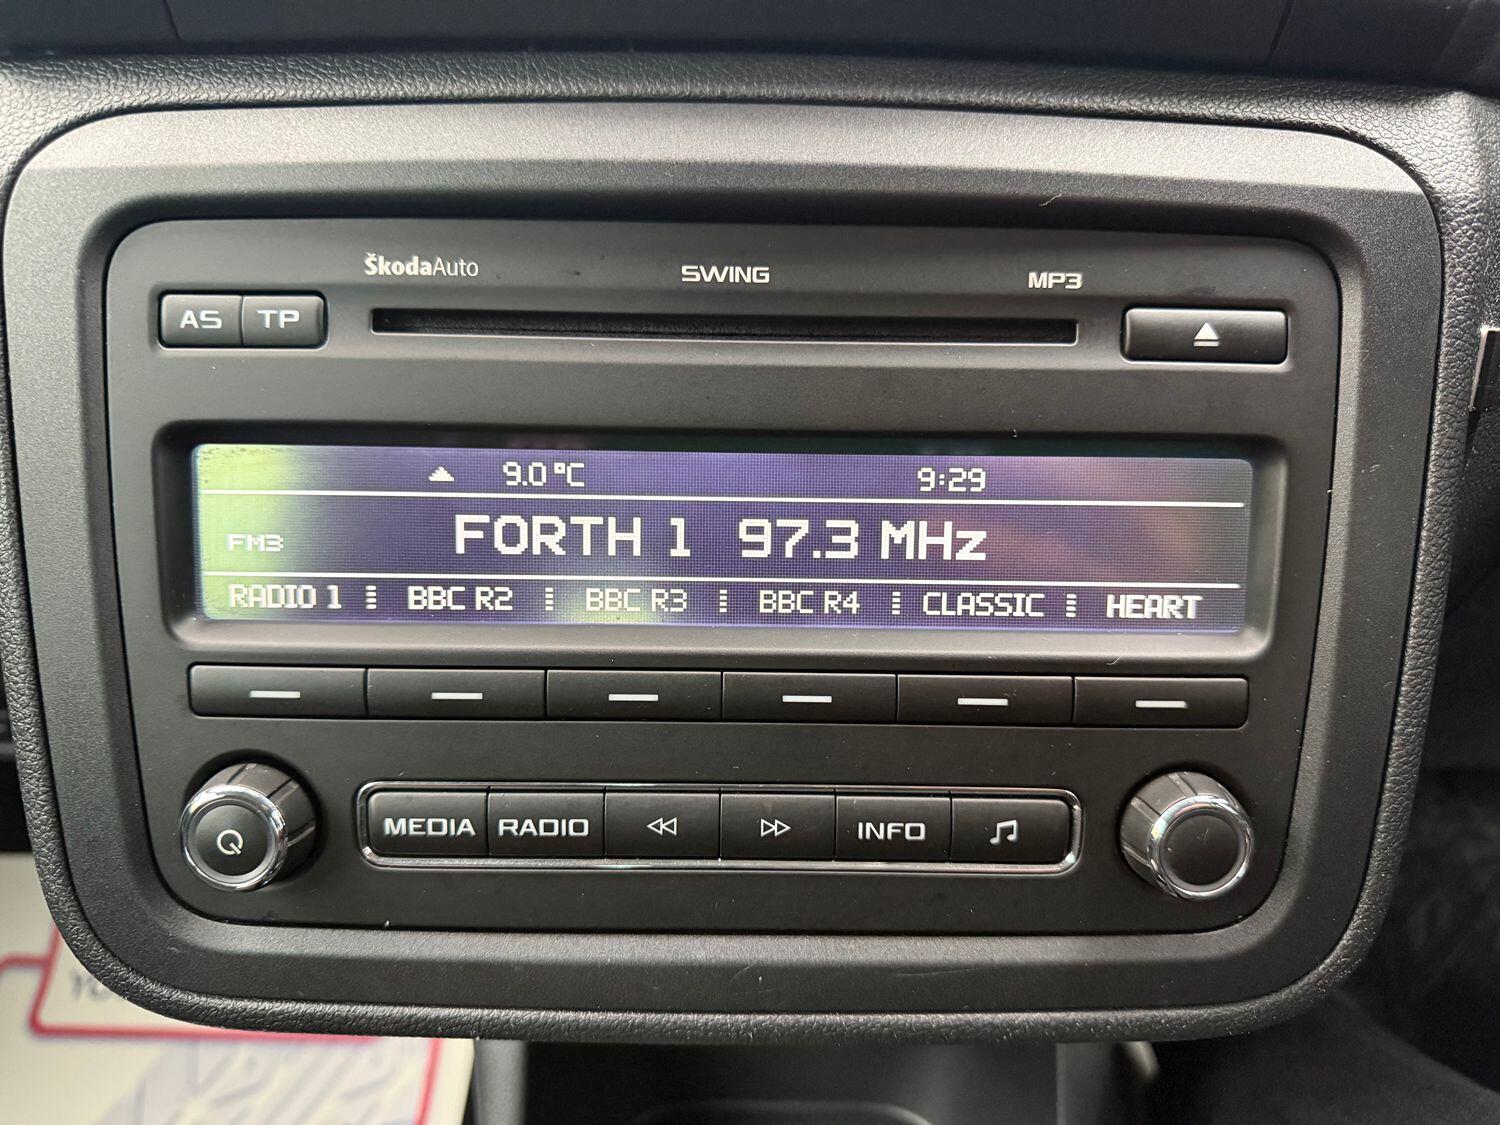 ŠkodaAuto SWING MP3
AS TP
9.0 °C 9:29
FM3 FORTH 1 97.3 MHz
RADIO 1 BBC R2 BBC R3 BBC R4 CLASSIC HEART
MEDIA RADIO INFO